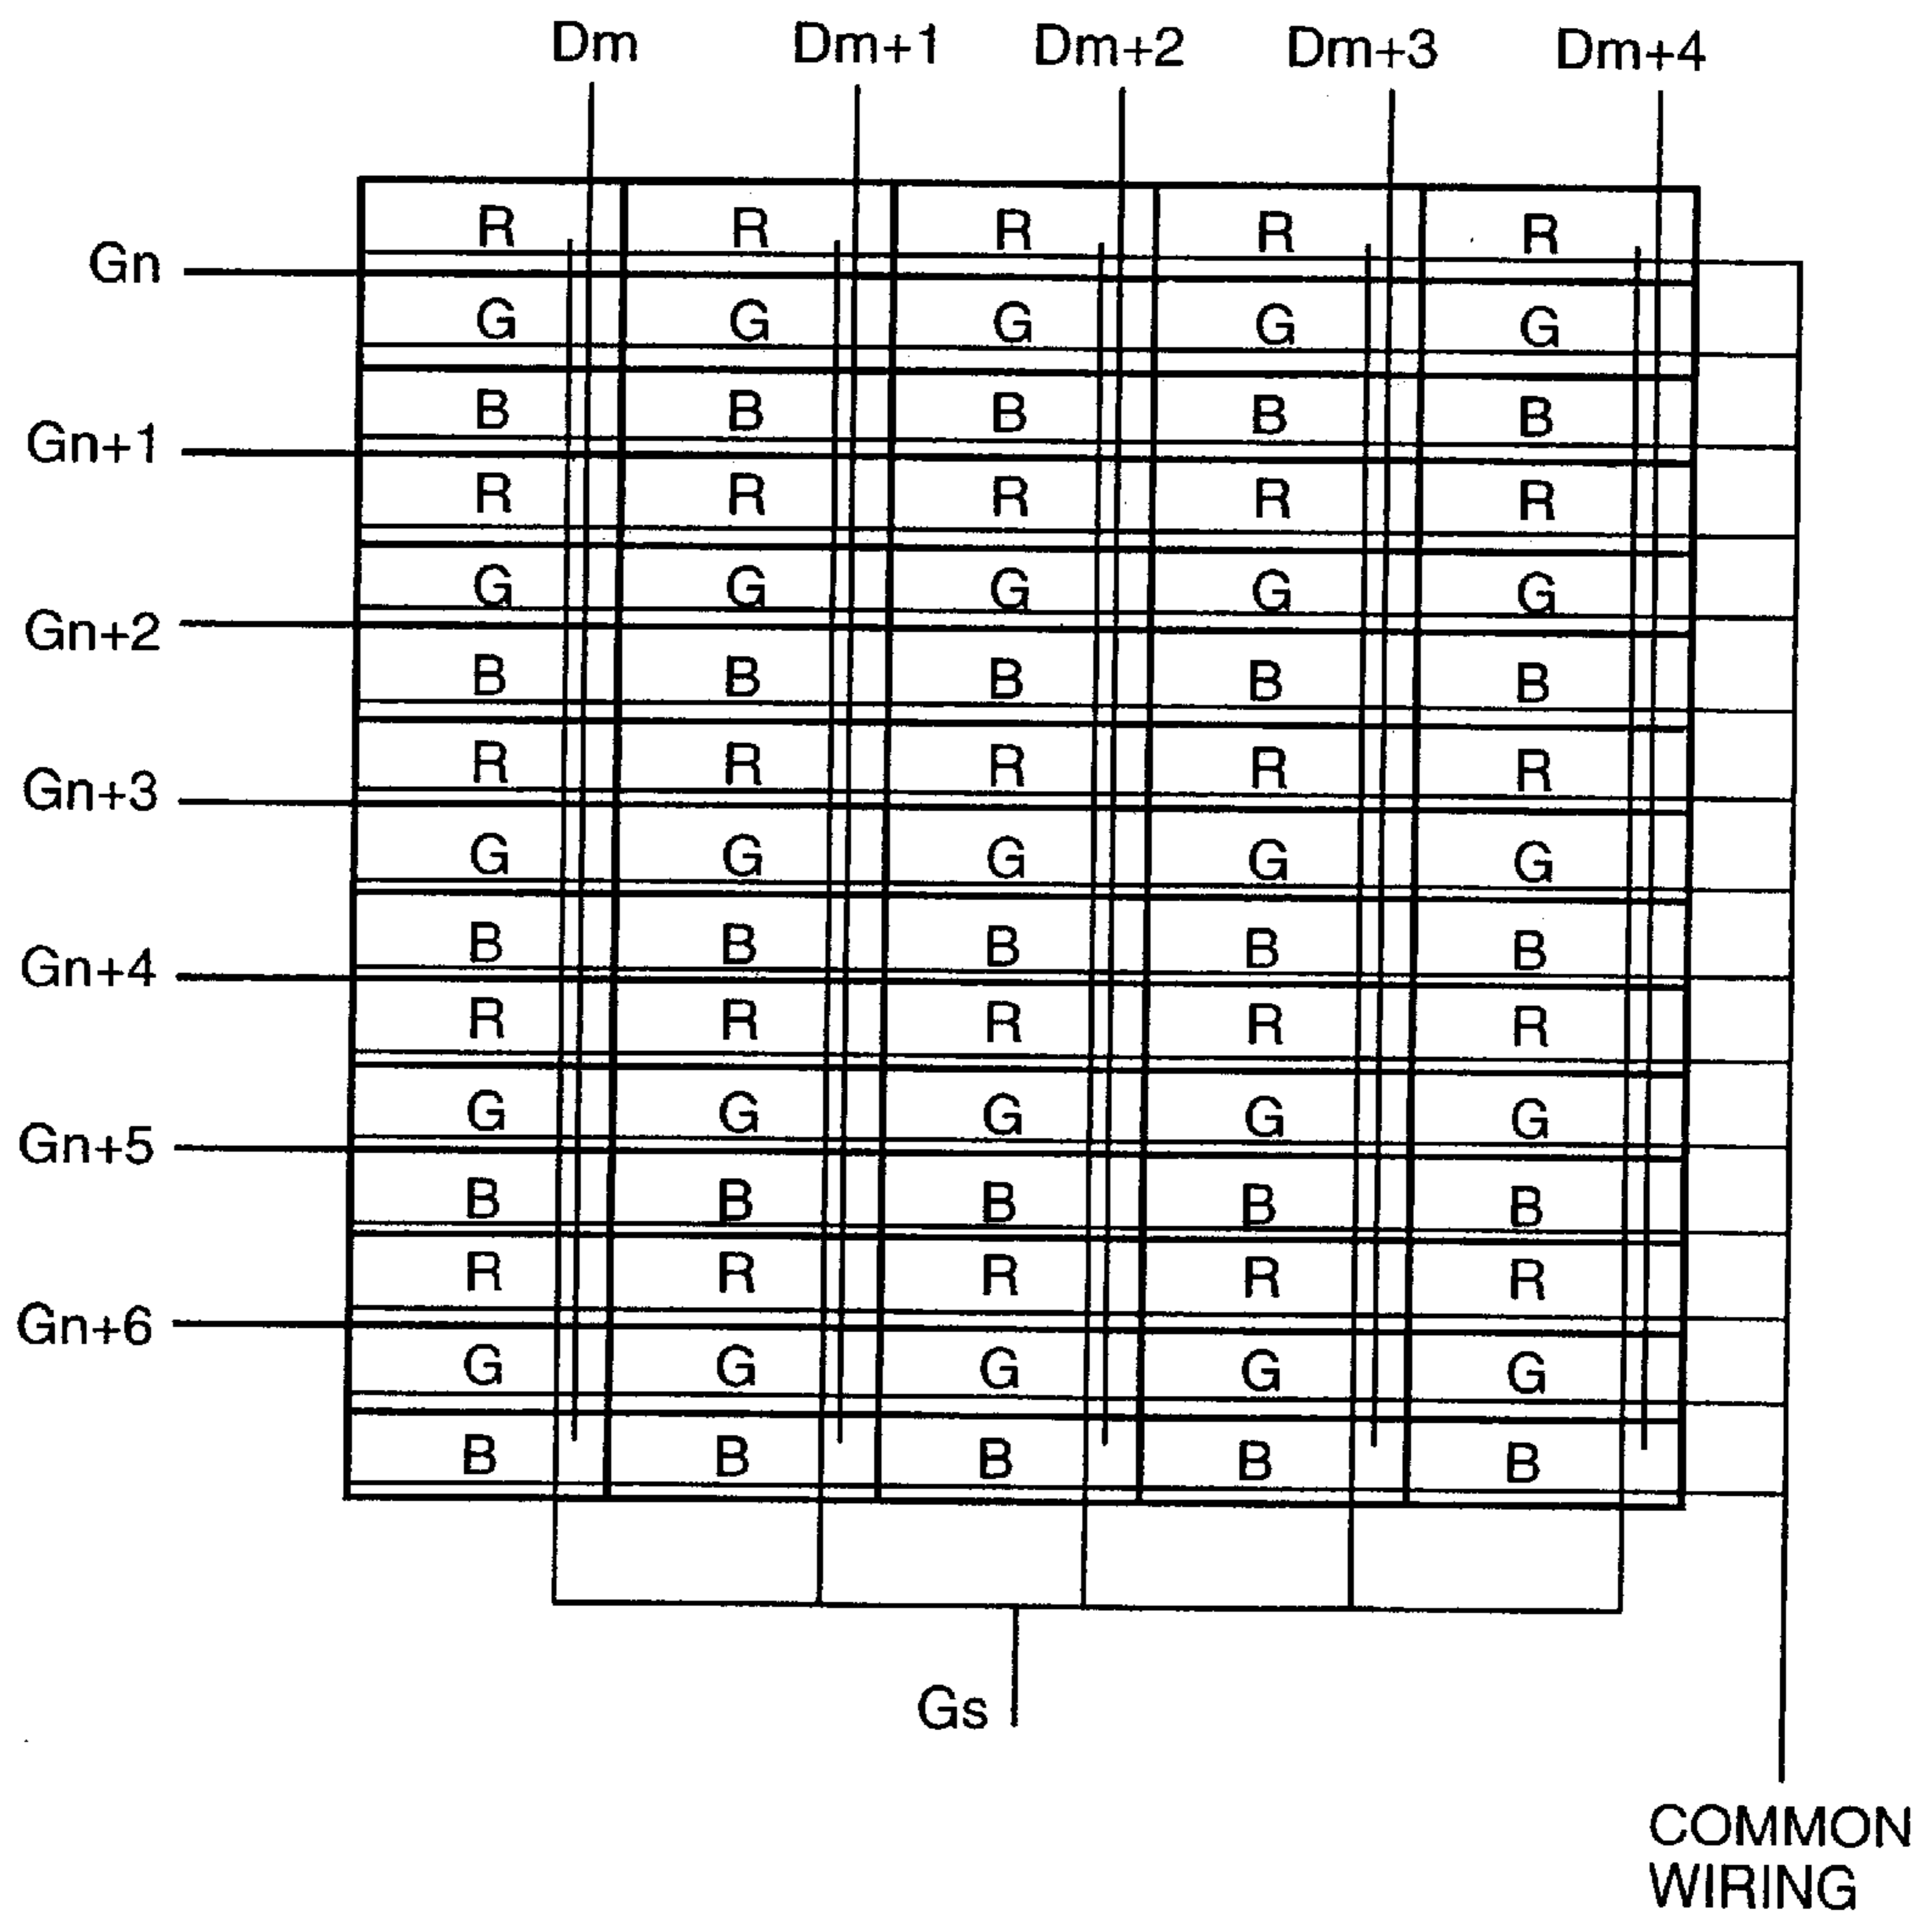 Dm Dm+1 Dm+2 Dm+3 Dm+4
R R R R R
Gn
G G G G G
B B B B B
Gn+1
R R R R R
G G G G G
Gn+2
B B B B B
R R R R R
Gn+3
G G G G G
B B B B B
Gn+4
R R R R R
G G G G G
Gn+5
B B B B B
R R R R R
Gn+6
G G G G G
B B B B B
Gs
COMMON
WIRING